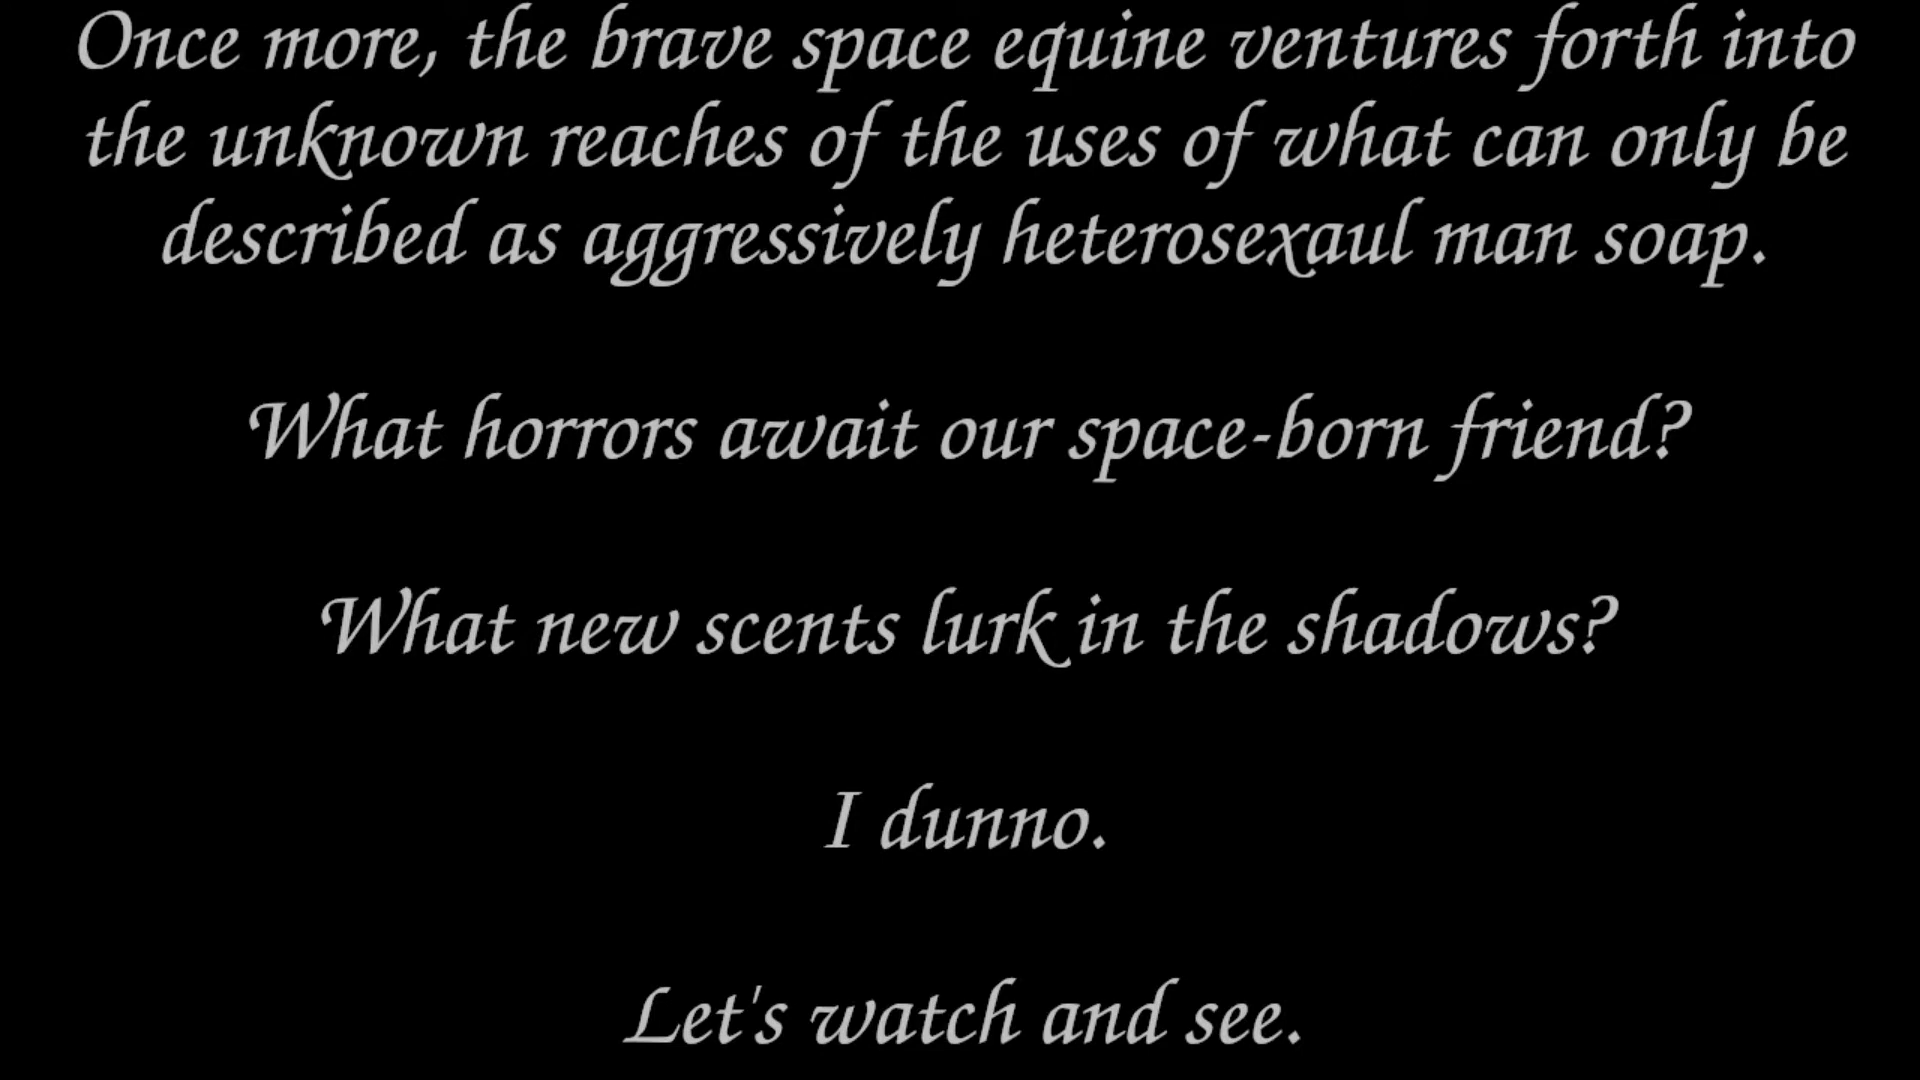 Once more, the brave space equine ventures forth into
the unknown reaches of the uses of what can only be
described as aggressively heterosexaul man soap.
What horrors await our space-born friend?
What new scents lurk in the shadows?
I dunno.
Let's watch and see.